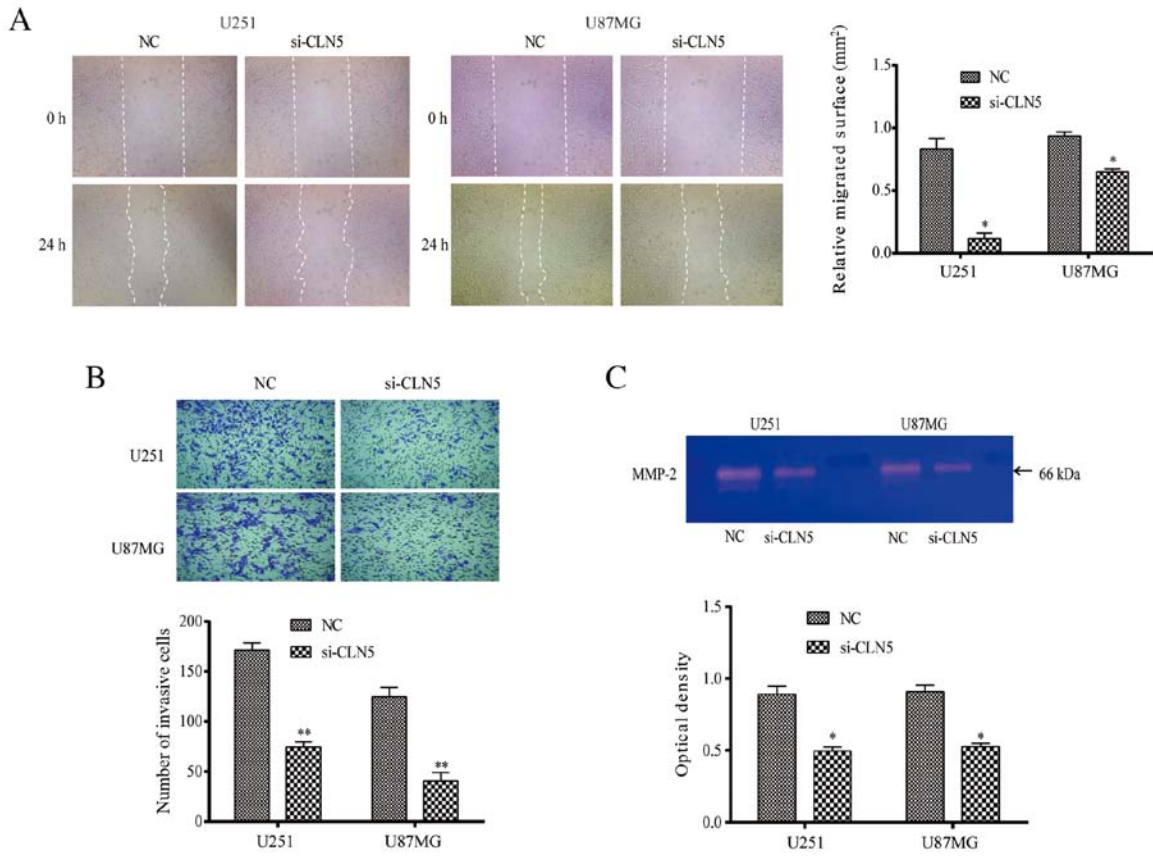 A
U251
U87MG
NC
si-CLN5
NC
si-CLN5
0 h
0 h
24 h
24 h
Relative migrated surface (mm²)
NC
si-CLN5
1.5
1.0
0.5
0.0
*
*
U251
U87MG
B
NC
si-CLN5
U251
U87MG
Number of invasive cells
NC
si-CLN5
200
150
100
50
0
**
**
U251
U87MG
C
U251
U87MG
MMP-2
66 kDa
NC
si-CLN5
NC
si-CLN5
Optical density
NC
si-CLN5
1.5
1.0
0.5
0.0
*
*
U251
U87MG